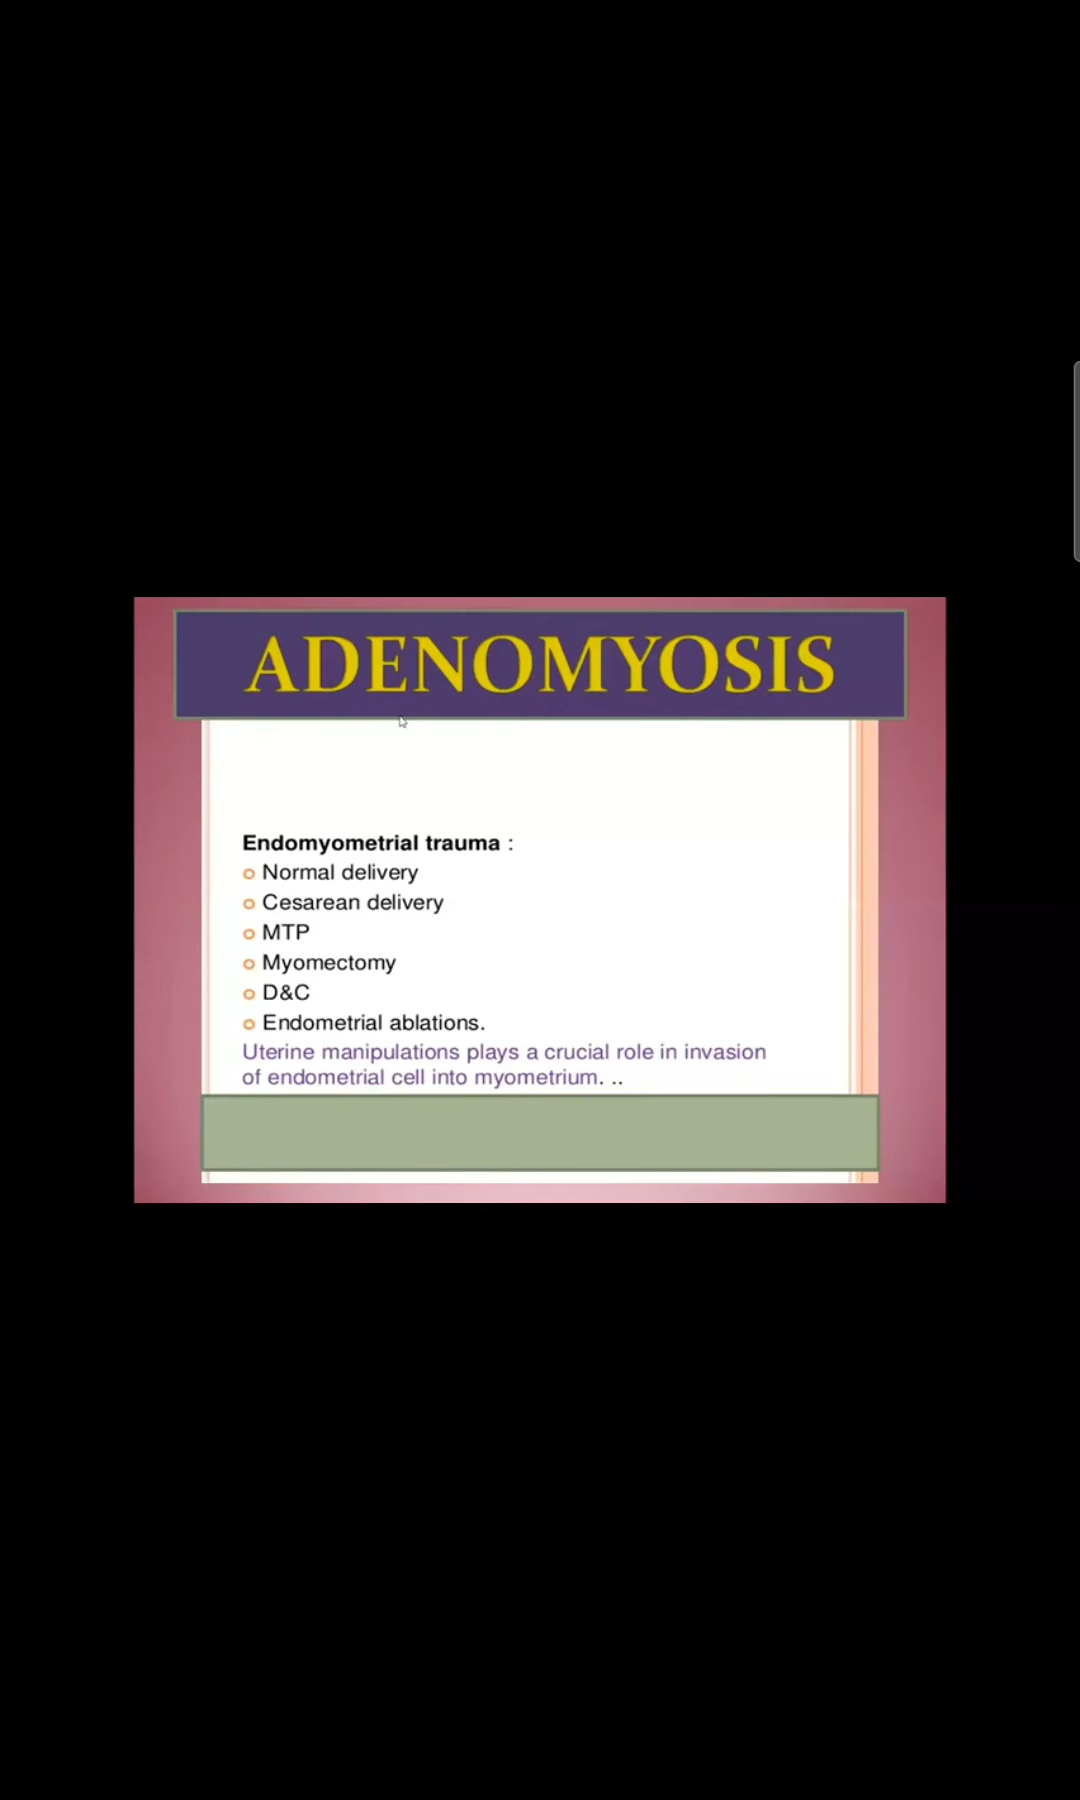 ADENOMYOSIS
Endomyometrial trauma :
Normal delivery
Cesarean delivery
MTP
Myomectomy
D&C
Endometrial ablations.
Uterine manipulations plays a crucial role in invasion
of endometrial cell into myometrium. ..